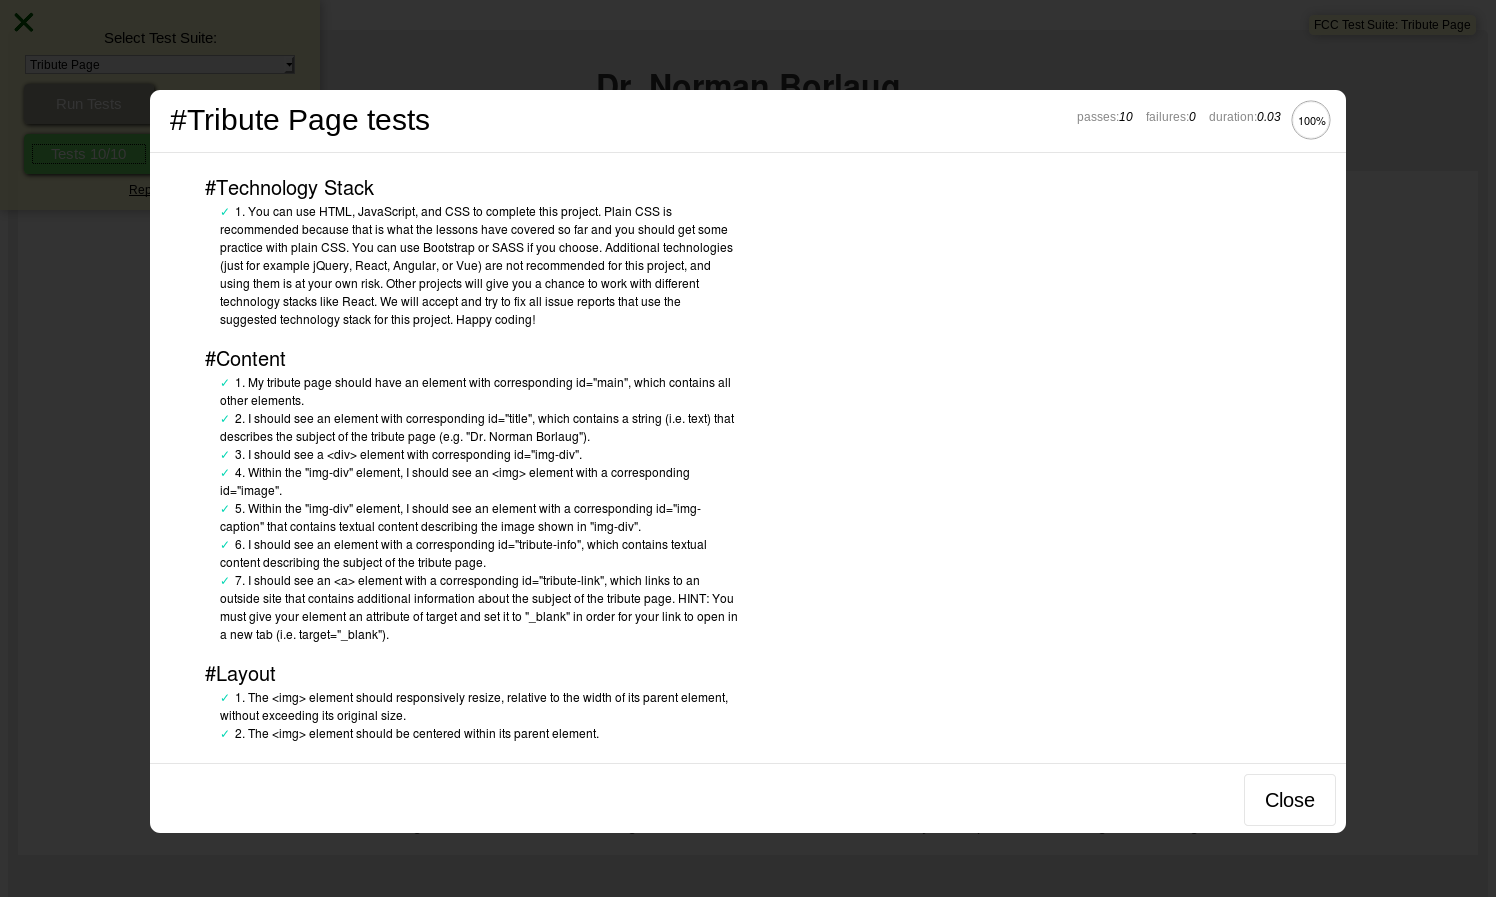 Select Test Suite:
FCC Test Suite: Tribute Page
Tribute Page
Dr. Norman Borlaug
Run Tests
Tests 10/10
#Tribute Page tests
passes:10 failures:0 duration:0.03 100%
#Technology Stack
✓ 1. You can use HTML, JavaScript, and CSS to complete this project. Plain CSS is
recommended because that is what the lessons have covered so far and you should get some
practice with plain CSS. You can use Bootstrap or SASS if you choose. Additional technologies
(just for example jQuery, React, Angular, or Vue) are not recommended for this project, and
using them is at your own risk. Other projects will give you a chance to work with different
technology stacks like React. We will accept and try to fix all issue reports that use the
suggested technology stack for this project. Happy coding!
#Content
✓ 1. My tribute page should have an element with corresponding id="main", which contains all
other elements.
✓ 2. I should see an element with corresponding id="title", which contains a string (i.e. text) that
describes the subject of the tribute page (e.g. "Dr. Norman Borlaug").
✓ 3. I should see a <div> element with corresponding id="img-div".
✓ 4. Within the "img-div" element, I should see an <img> element with a corresponding
id="image".
✓ 5. Within the "img-div" element, I should see an element with a corresponding id="img-
caption" that contains textual content describing the image shown in "img-div".
✓ 6. I should see an element with a corresponding id="tribute-info", which contains textual
content describing the subject of the tribute page.
✓ 7. I should see an <a> element with a corresponding id="tribute-link", which links to an
outside site that contains additional information about the subject of the tribute page. HINT: You
must give your element an attribute of target and set it to "_blank" in order for your link to open in
a new tab (i.e. target="_blank").
#Layout
✓ 1. The <img> element should responsively resize, relative to the width of its parent element,
without exceeding its original size.
✓ 2. The <img> element should be centered within its parent element.
Close